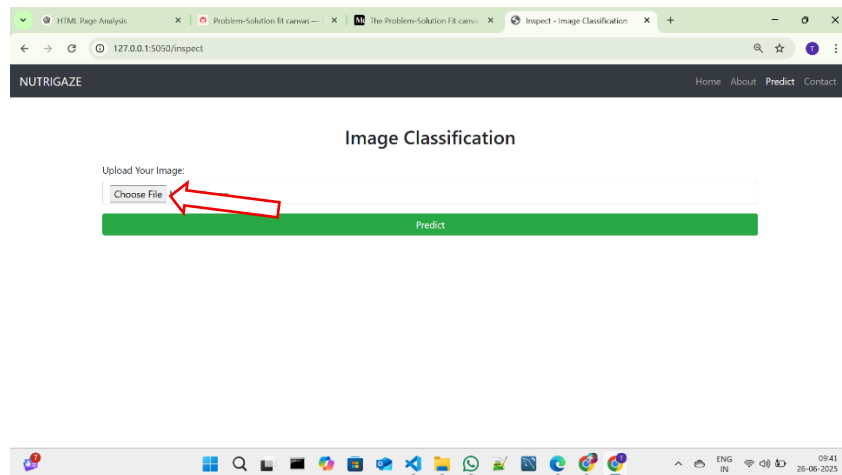 HTML Page Analysis
Problem-Solution fit canvas —
The Problem-Solution Fit canva
Inspect - Image Classification
127.0.0.1:5050/inspect
NUTRIGAZE
Home About Predict Contact
Image Classification
Upload Your Image:
Choose File
Predict
ENG
IN
09:41
26-06-2025